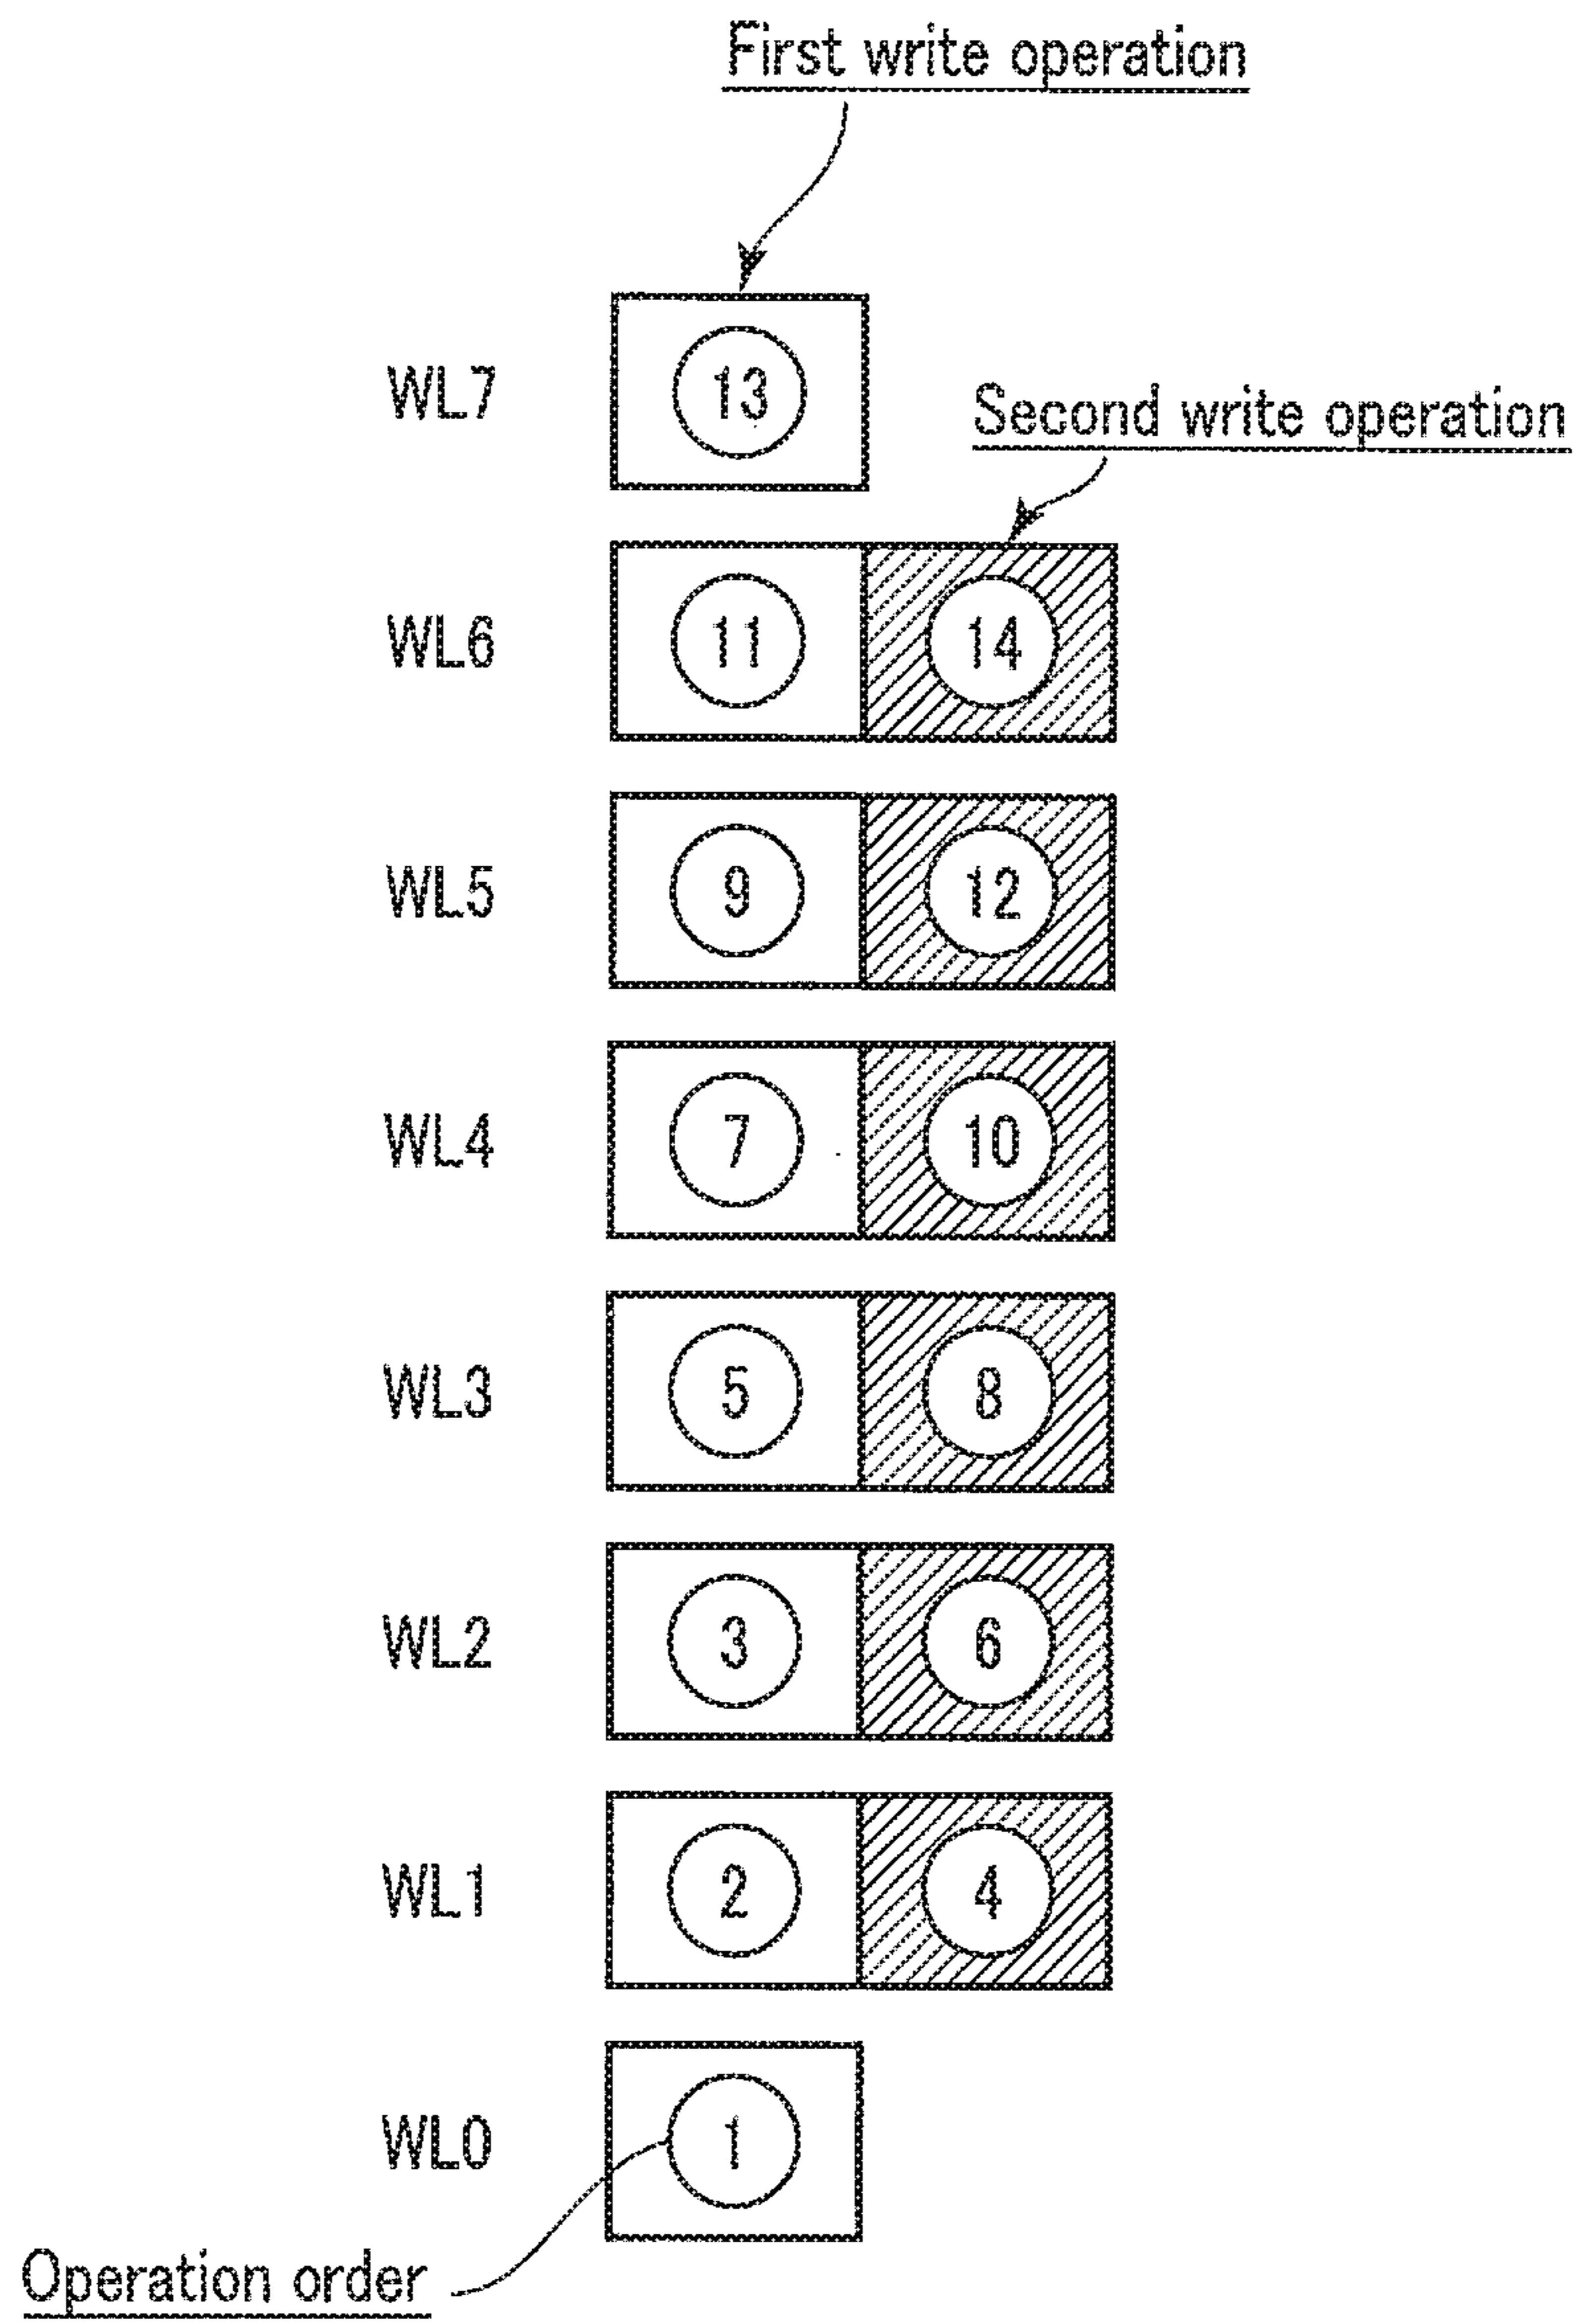 First write operation
WL7 13
Second write operation
WL6 11 14
WL5 9 12
WL4 7 10
WL3 5 8
WL2 3 6
WL1 2 4
WL0 1
Operation order